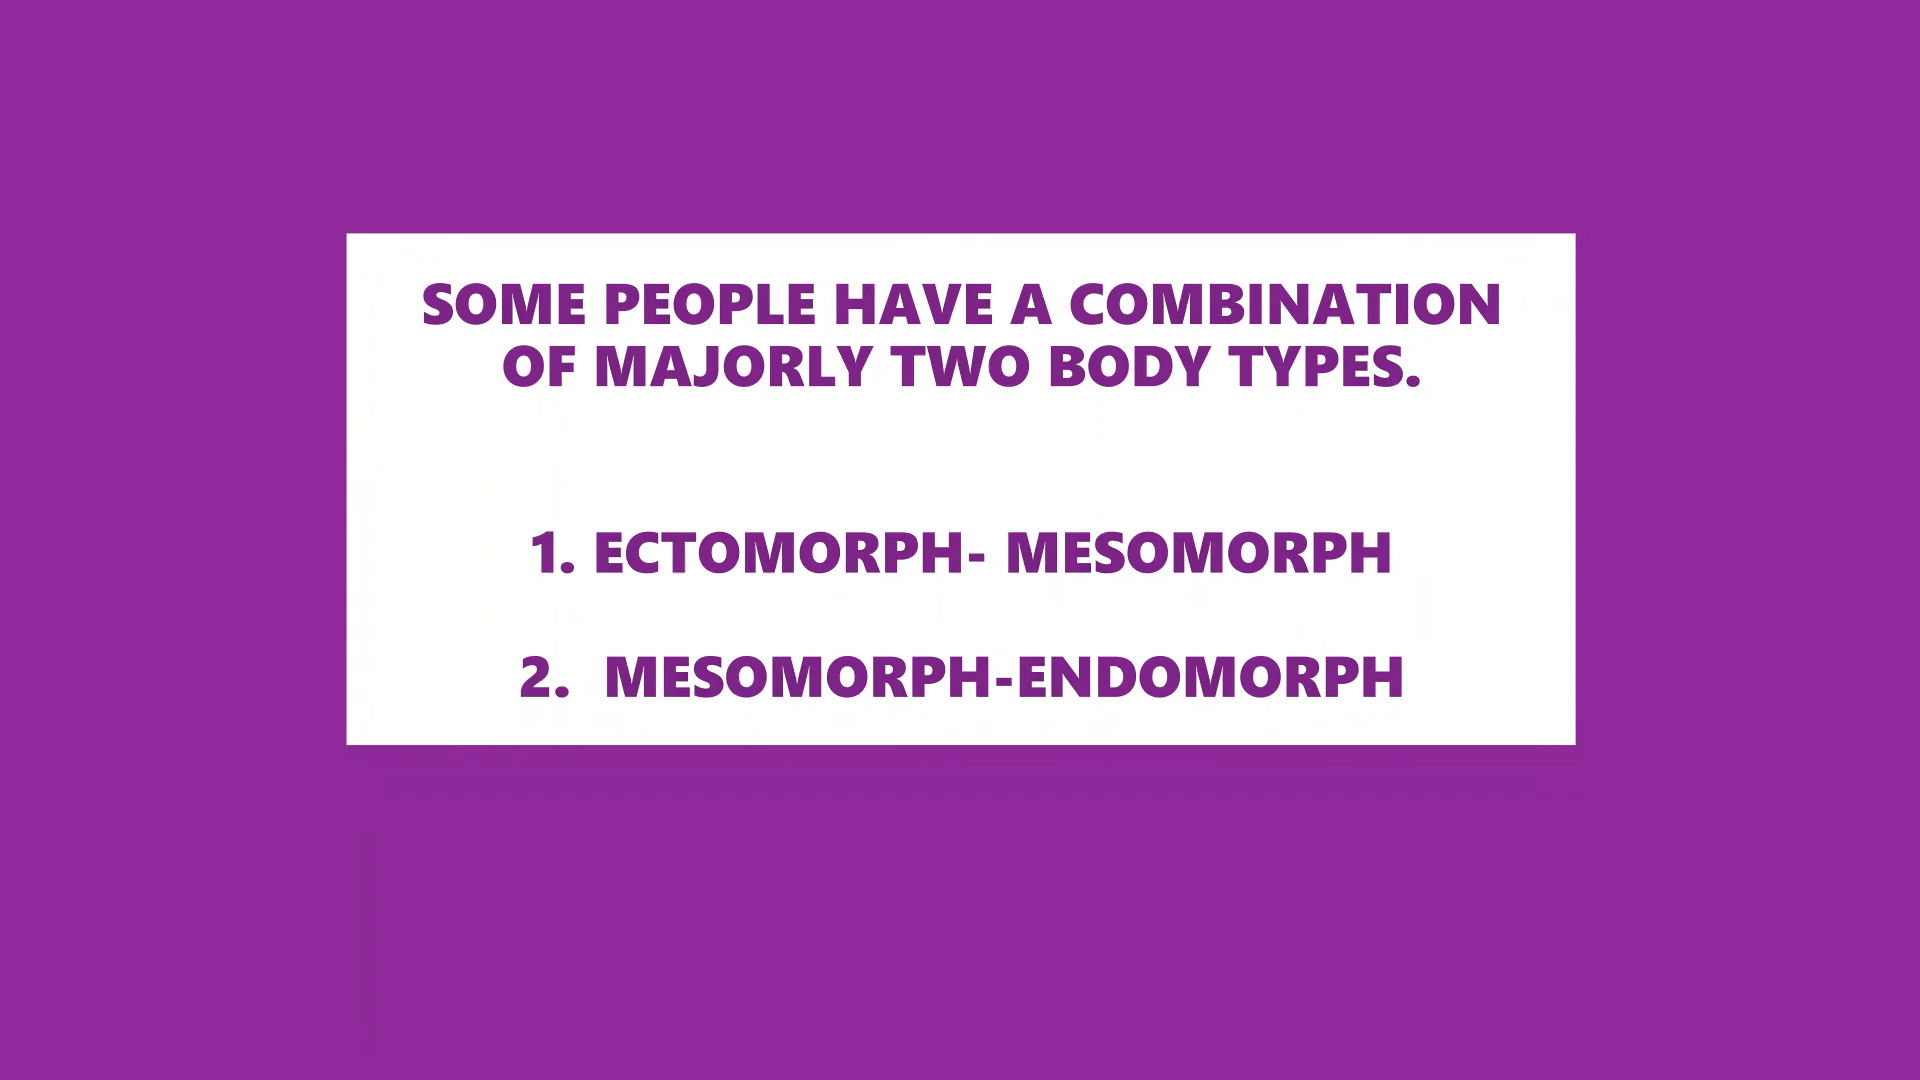 SOME PEOPLE HAVE A COMBINATION
OF MAJORLY TWO BODY TYPES.
1. ECTOMORPH- MESOMORPH
2. MESOMORPH-ENDOMORPH